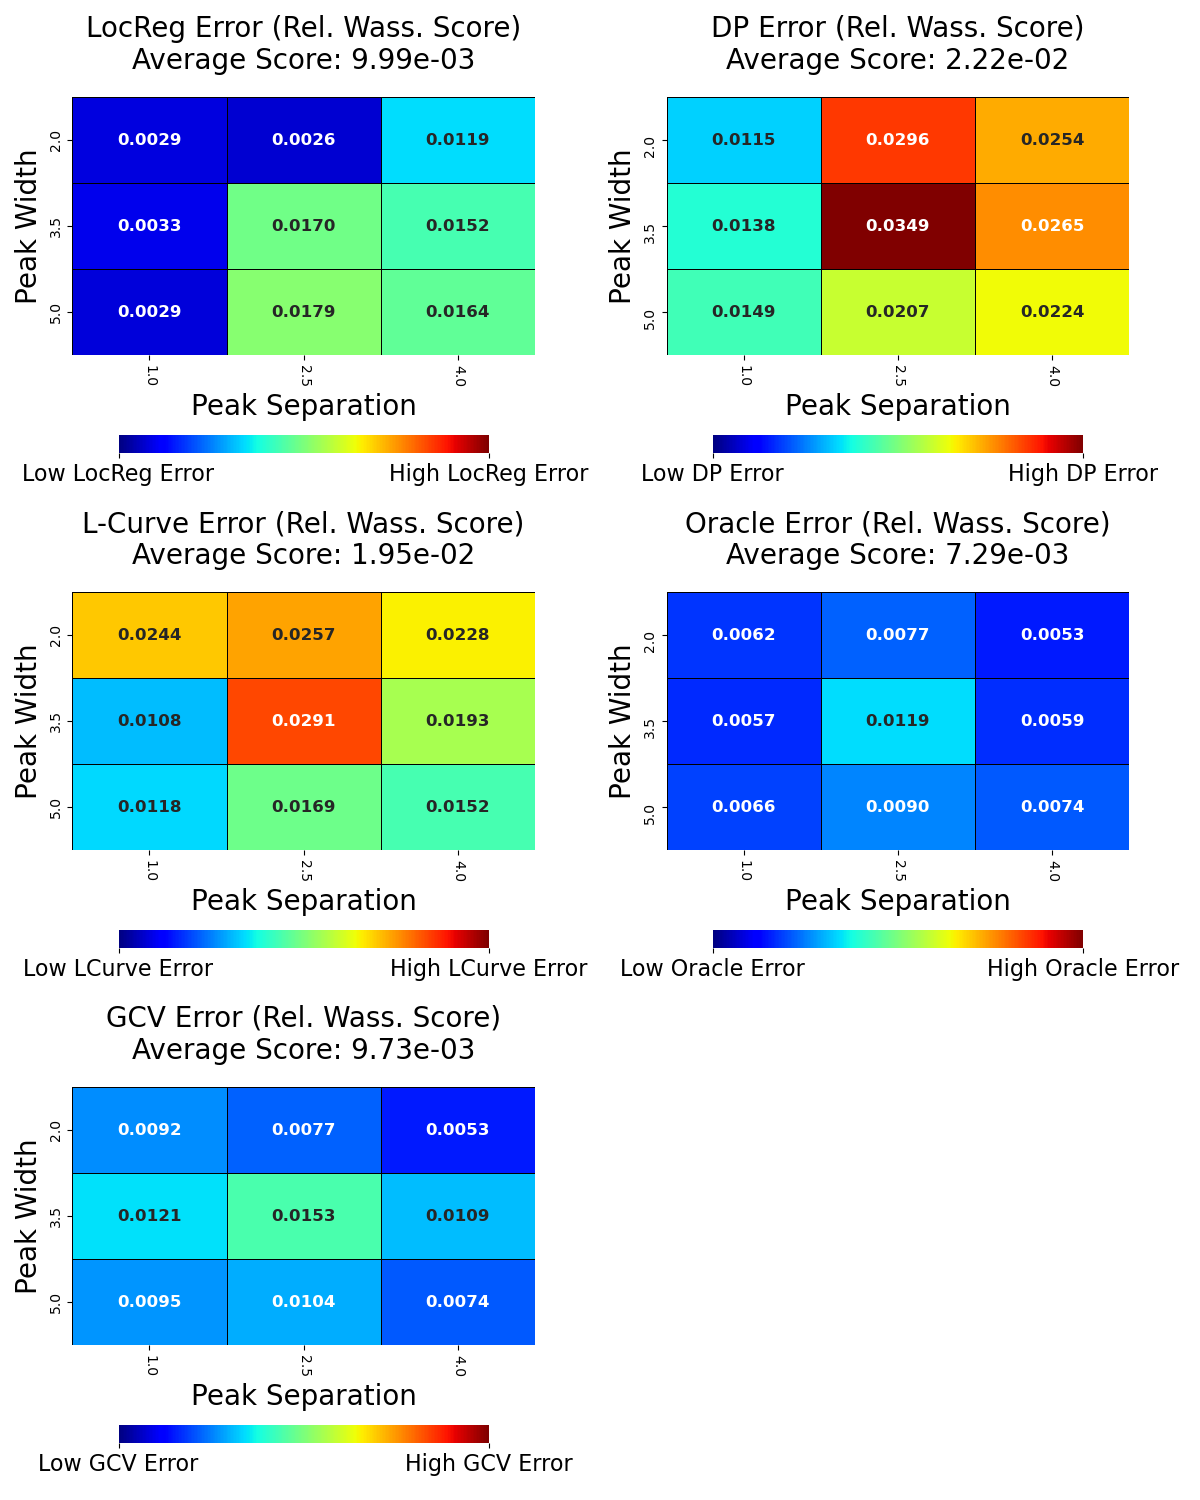 LocReg Error (Rel. Wass. Score)
Average Score: 9.99e-03
Peak Width
2.0
3.5
5.0
0.0029 0.0026 0.0119
0.0033 0.0170 0.0152
0.0029 0.0179 0.0164
1.0 2.5 4.0
Peak Separation
Low LocReg Error High LocReg Error
DP Error (Rel. Wass. Score)
Average Score: 2.22e-02
Peak Width
2.0
3.5
5.0
0.0115 0.0296 0.0254
0.0138 0.0349 0.0265
0.0149 0.0207 0.0224
1.0 2.5 4.0
Peak Separation
Low DP Error High DP Error
L-Curve Error (Rel. Wass. Score)
Average Score: 1.95e-02
Peak Width
2.0
3.5
5.0
0.0244 0.0257 0.0228
0.0108 0.0291 0.0193
0.0118 0.0169 0.0152
1.0 2.5 4.0
Peak Separation
Low LCurve Error High LCurve Error
Oracle Error (Rel. Wass. Score)
Average Score: 7.29e-03
Peak Width
2.0
3.5
5.0
0.0062 0.0077 0.0053
0.0057 0.0119 0.0059
0.0066 0.0090 0.0074
1.0 2.5 4.0
Peak Separation
Low Oracle Error High Oracle Error
GCV Error (Rel. Wass. Score)
Average Score: 9.73e-03
Peak Width
2.0
3.5
5.0
0.0092 0.0077 0.0053
0.0121 0.0153 0.0109
0.0095 0.0104 0.0074
1.0 2.5 4.0
Peak Separation
Low GCV Error High GCV Error